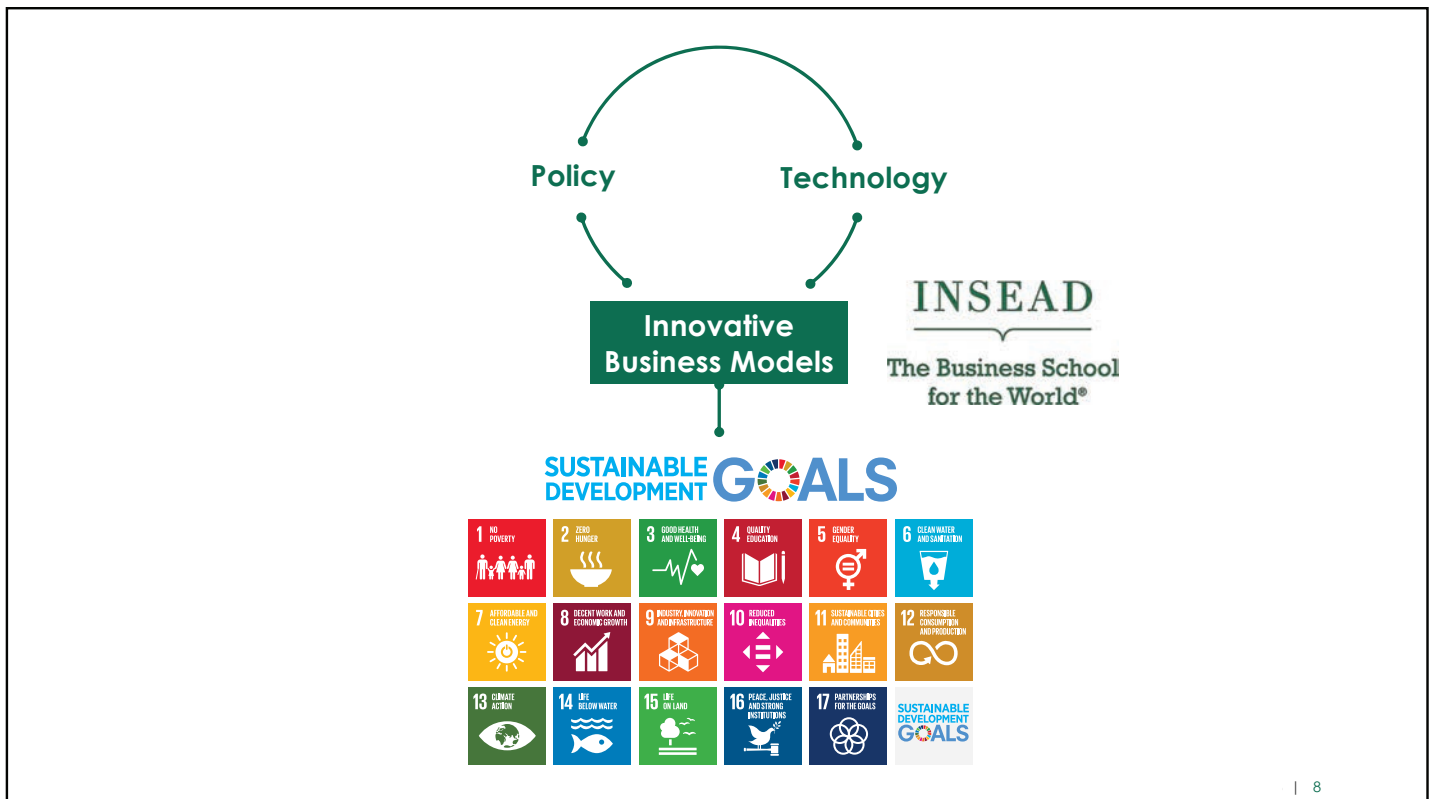 Policy
Technology
Innovative
Business Models
INSEAD
The Business School
for the World®
SUSTAINABLE
DEVELOPMENT
GOALS
1 NO
POVERTY
2 ZERO
HUNGER
3 GOOD HEALTH
AND WELL-BEING
4 QUALITY
EDUCATION
5 GENDER
EQUALITY
6 CLEAN WATER
AND SANITATION
7 AFFORDABLE AND
CLEAN ENERGY
8 DECENT WORK AND
ECONOMIC GROWTH
9 INDUSTRY, INNOVATION
AND INFRASTRUCTURE
10 REDUCED
INEQUALITIES
11 SUSTAINABLE CITIES
AND COMMUNITIES
12 RESPONSIBLE
CONSUMPTION
AND PRODUCTION
13 CLIMATE
ACTION
14 LIFE
BELOW WATER
15 LIFE
ON LAND
16 PEACE, JUSTICE
AND STRONG
INSTITUTIONS
17 PARTNERSHIPS
FOR THE GOALS
SUSTAINABLE
DEVELOPMENT
GOALS
| 8